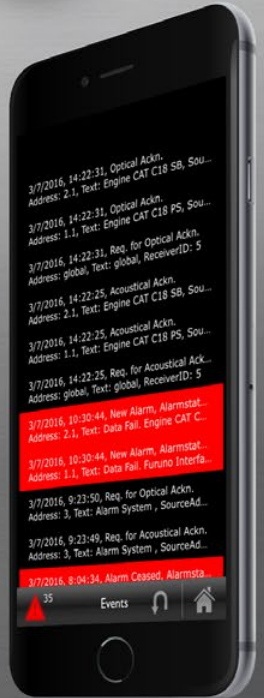 3/7/2016, 14:22:31, Optical Ackn.
Address: 2.1, Text: Engine CAT C18 SB, Sou...
3/7/2016, 14:22:31, Optical Ackn.
Address: 1.1, Text: Engine CAT C18 PS, Sou...
3/7/2016, 14:22:31, Req. for Optical Ackn.
Address: global, Text: global, ReceiverID: 5
3/7/2016, 14:22:25, Acoustical Ackn.
Address: 2.1, Text: Engine CAT C18 SB, Sou...
3/7/2016, 14:22:25, Acoustical Ackn.
Address: 1.1, Text: Engine CAT C18 PS, Sou...
3/7/2016, 14:22:25, Req. for Acoustical Ack...
Address: global, Text: global, ReceiverID: 5
3/7/2016, 10:30:44, New Alarm, Alarmstat...
Address: 2.1, Text: Data Fail. Engine CAT C...
3/7/2016, 10:30:44, New Alarm, Alarmstat...
Address: 1.1, Text: Data Fail. Furuno Interfa...
3/7/2016, 9:23:50, Req. for Optical Ackn.
Address: 3, Text: Alarm System , SourceAd...
3/7/2016, 9:23:49, Req. for Acoustical Ackn.
Address: 3, Text: Alarm System , SourceAd...
3/7/2016, 8:04:34, Alarm Ceased, Alarmsta...
35
Events